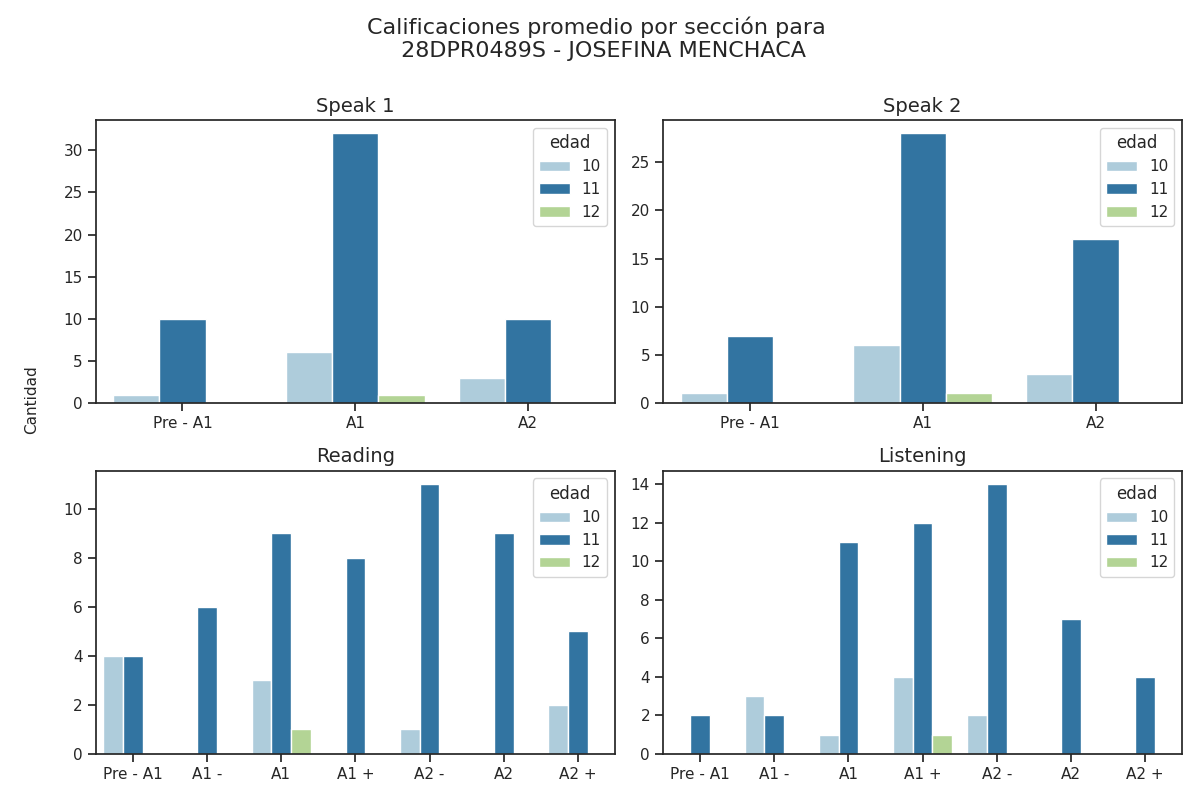 Calificaciones promedio por sección para
28DPR0489S - JOSEFINA MENCHACA
Speak 1
30
25
20
15
10
5
0
Pre - A1 A1 A2
edad
10
11
12
Speak 2
25
20
15
10
5
0
Pre - A1 A1 A2
edad
10
11
12
Cantidad
Reading
10
8
6
4
2
0
Pre - A1 A1 - A1 A1 + A2 - A2 A2 +
edad
10
11
12
Listening
14
12
10
8
6
4
2
0
Pre - A1 A1 - A1 A1 + A2 - A2 A2 +
edad
10
11
12